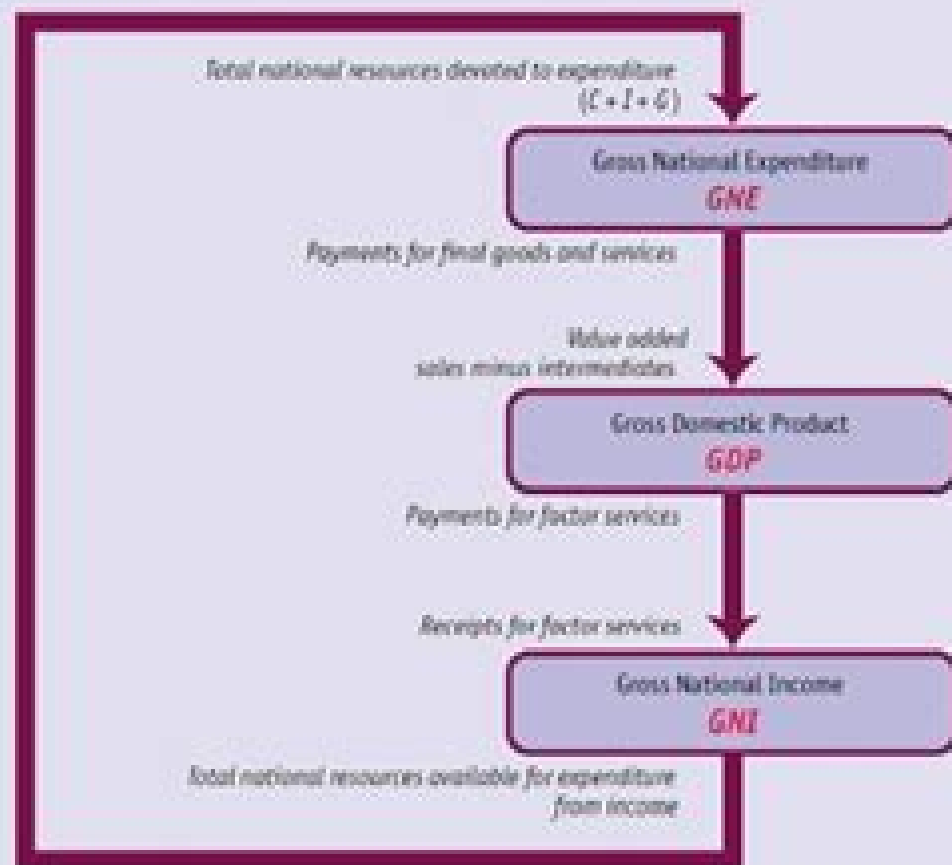 Total national resources devoted to expenditure
(C + I + G)
Gross National Expenditure
GNE
Payments for final goods and services
Value added
sales minus intermediates
Gross Domestic Product
GDP
Payments for factor services
Receipts for factor services
Gross National Income
GNI
Total national resources available for expenditure
from income